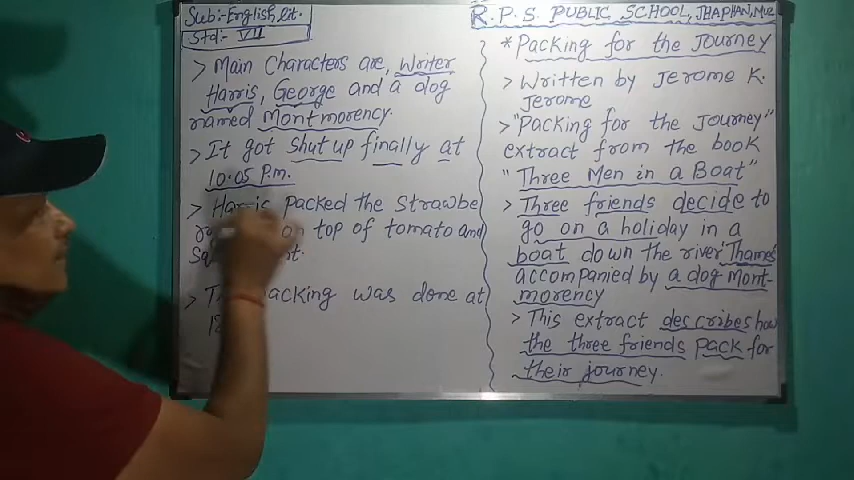 Sub:- English lit.
Std:- VII
R. P. S. PUBLIC SCHOOL, JHAPHAN, Muz
> Main Characters are, Writer
Harris, George and a dog
named Montmorency.
> It got shut up finally at
10.05 P.m.
> Harris packed the Strawbe
on top of tomato and
> packing was done at
* Packing for the Journey
> Written by Jerome K.
Jerome
> "Packing for the Journey"
extract from the book
"Three Men in a Boat"
> Three friends decide to
go on a holiday in a
boat down the river 'Thames'
accompanied by a dog Mont-
morency
> This extract describes how
the three friends pack for
their journey.